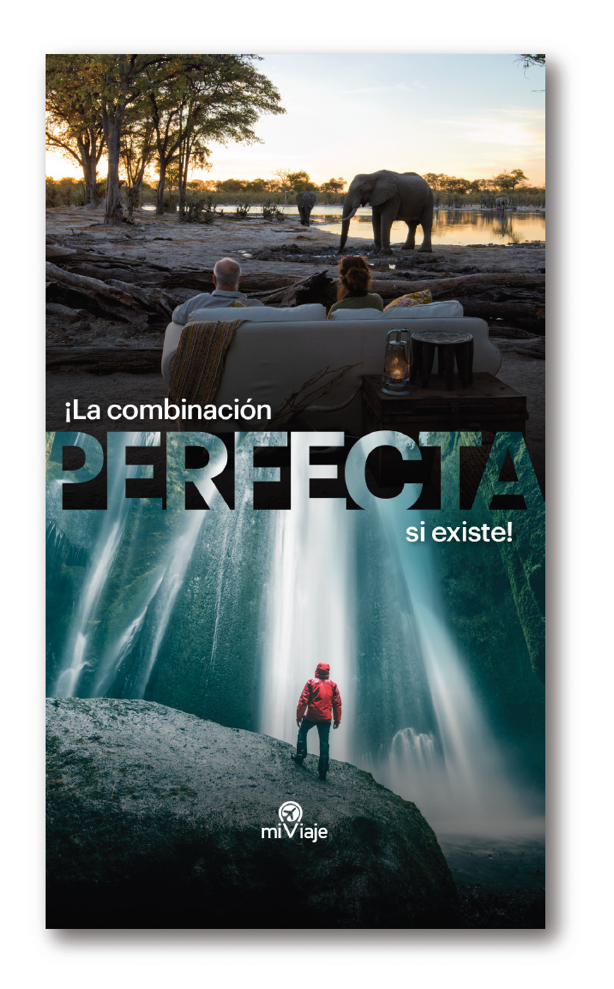 ¡La combinación
PERFECTA
si existe!
miViaje